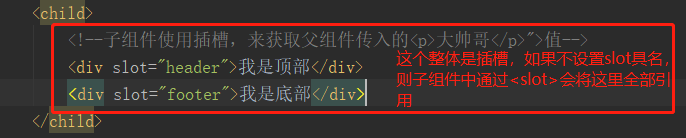 <child>
<!--子组件使用插槽，来获取父组件传入的<p>大帅哥</p>">值-->
<div slot="header">我是顶部</div>
<div slot="footer">我是底部</div>
</child>
这个整体是插槽，如果不设置slot具名，
则子组件中通过<slot>会将这里全部引
用